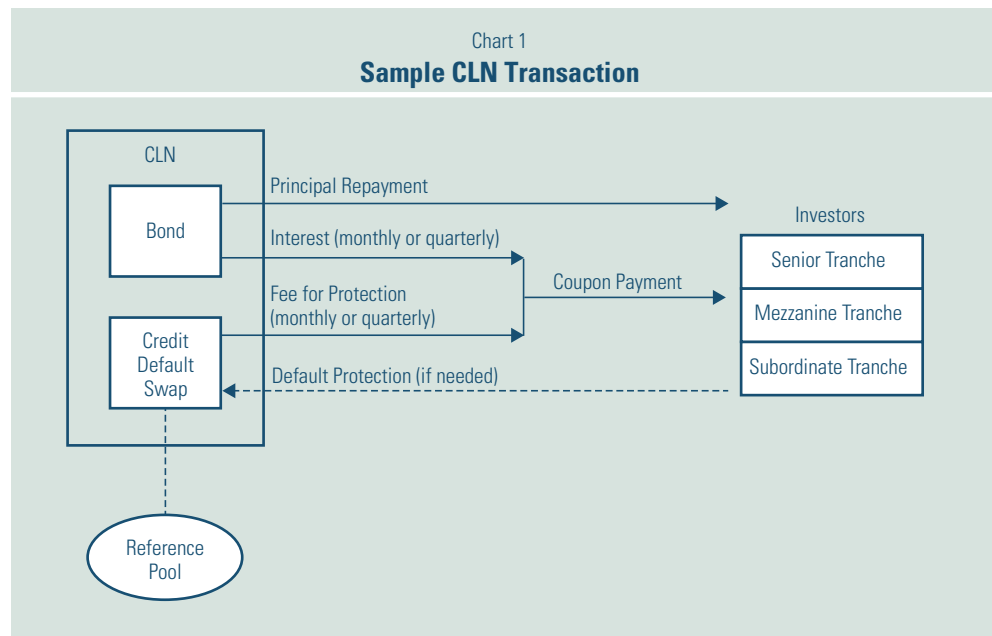 Chart 1
Sample CLN Transaction
CLN
Bond
Principal Repayment
Interest (monthly or quarterly)
Fee for Protection
(monthly or quarterly)
Coupon Payment
Credit
Default
Swap
Default Protection (if needed)
Investors
Senior Tranche
Mezzanine Tranche
Subordinate Tranche
Reference
Pool